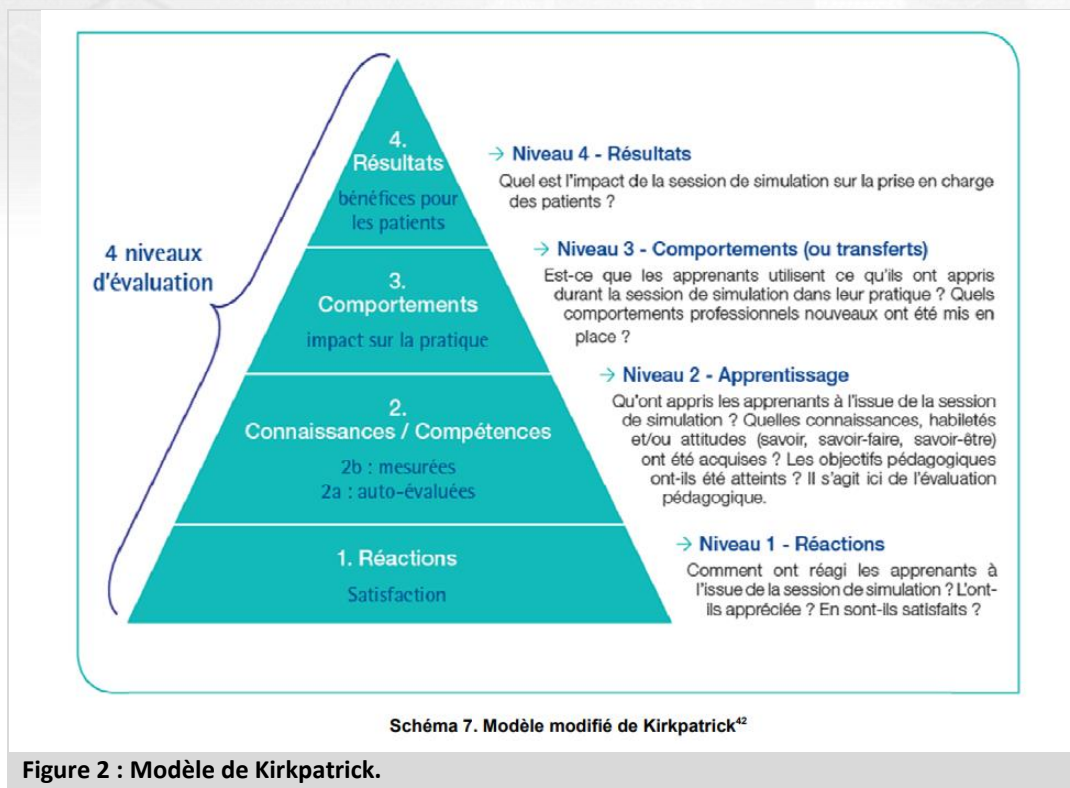 4 niveaux
d'évaluation
4.
Résultats
bénéfices pour
les patients
3.
Comportements
impact sur la pratique
2.
Connaissances / Compétences
2b : mesurées
2a : auto-évaluées
1. Réactions
Satisfaction
→ Niveau 4 - Résultats
Quel est l'impact de la session de simulation sur la prise en charge
des patients ?
→ Niveau 3 - Comportements (ou transferts)
Est-ce que les apprenants utilisent ce qu'ils ont appris
durant la session de simulation dans leur pratique ? Quels
comportements professionnels nouveaux ont été mis en
place ?
→ Niveau 2 - Apprentissage
Qu'ont appris les apprenants à l'issue de la session
de simulation ? Quelles connaissances, habiletés
et/ou attitudes (savoir, savoir-faire, savoir-être)
ont été acquises ? Les objectifs pédagogiques
ont-ils été atteints ? Il s'agit ici de l'évaluation
pédagogique.
→ Niveau 1 - Réactions
Comment ont réagi les apprenants à
l'issue de la session de simulation ? L'ont-
ils appréciée ? En sont-ils satisfaits ?
Schéma 7. Modèle modifié de Kirkpatrick⁴²
Figure 2 : Modèle de Kirkpatrick.